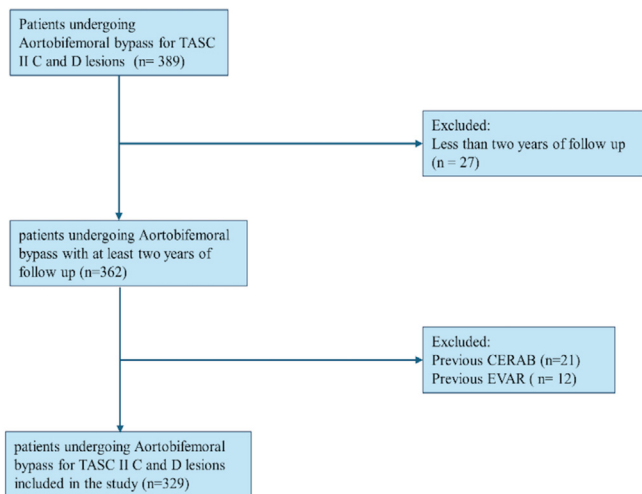 Patients undergoing
Aortobifemoral bypass for TASC
II C and D lesions (n= 389)
Excluded:
Less than two years of follow up
(n = 27)
patients undergoing Aortobifemoral
bypass with at least two years of
follow up (n=362)
Excluded:
Previous CERAB (n=21)
Previous EVAR ( n= 12)
patients undergoing Aortobifemoral
bypass for TASC II C and D lesions
included in the study (n=329)